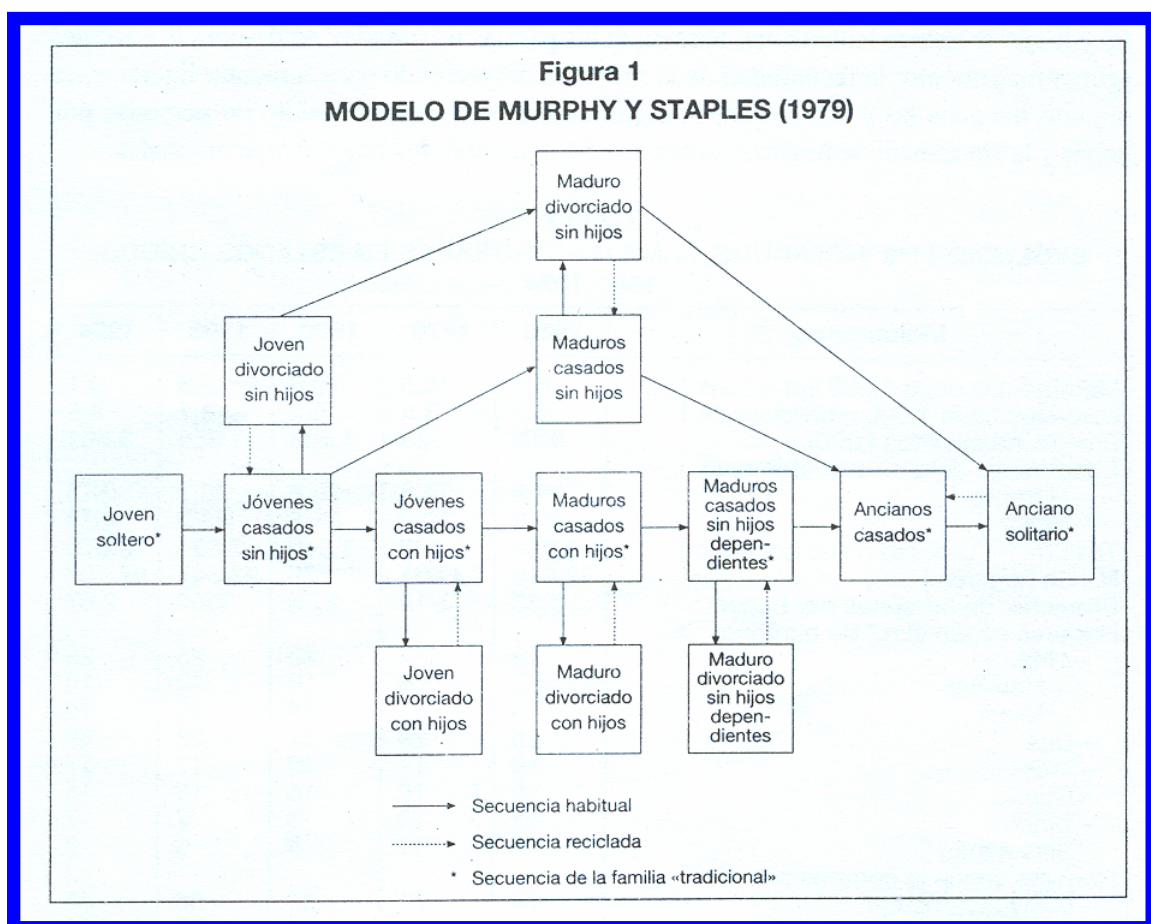 Figura 1
MODELO DE MURPHY Y STAPLES (1979)
Maduro
divorciado
sin hijos
Joven
divorciado
sin hijos
Maduros
casados
sin hijos
Joven
soltero*
Jóvenes
casados
sin hijos*
Jóvenes
casados
con hijos*
Maduros
casados
con hijos*
Maduros
casados
sin hijos
depen-
dientes*
Ancianos
casados*
Anciano
solitario*
Joven
divorciado
con hijos
Maduro
divorciado
con hijos
Maduro
divorciado
sin hijos
depen-
dientes
Secuencia habitual
Secuencia reciclada
* Secuencia de la familia «tradicional»